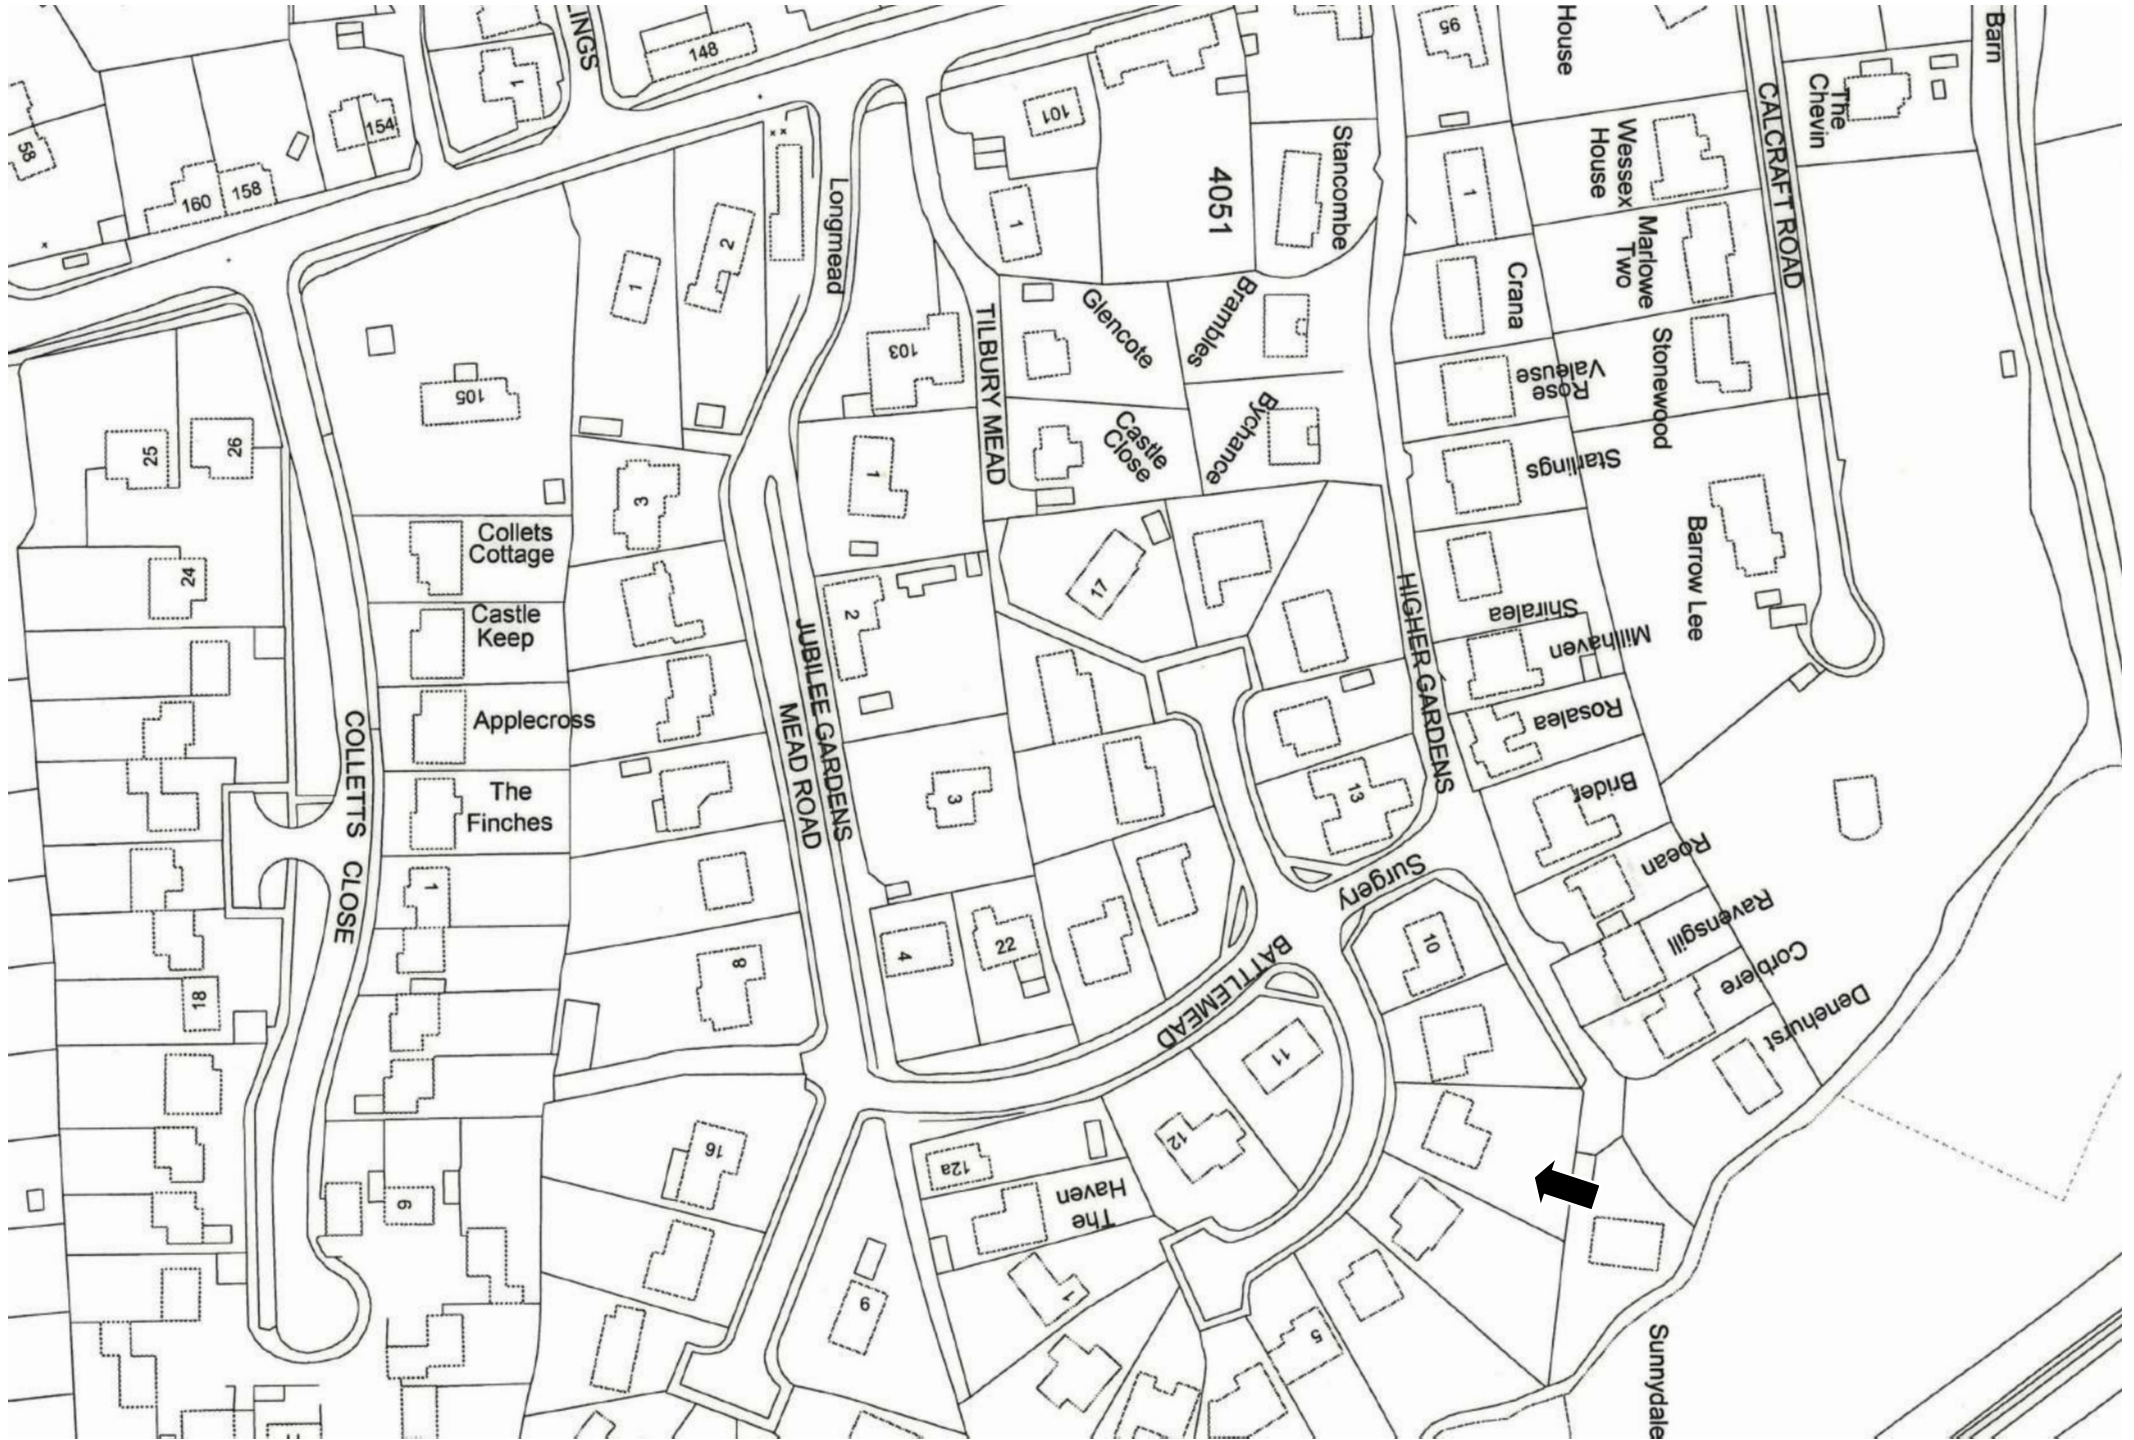 LINGS
148
1
95
House
Barn
CALCRAFT ROAD
The
Chevin
58
154
158
160
101
1
4051
Stancombe
1
Wessex
House
Longmead
2
1
Marlowe
Two
Crana
Glencote
Brambles
103
TILBURY MEAD
Rose
Valeuse
Stonewood
105
25
26
3
1
Castle
Close
Bychance
Starlings
Collets
Cottage
24
17
Barrow Lee
Castle
Keep
2
JUBILEE GARDENS
HIGHER GARDENS
Shiralea
Millhaven
Applecross
COLLETTS CLOSE
MEAD ROAD
Rosalea
The
Finches
3
13
Brider
1
Surgery
Roean
4
22
10
Ravensgill
8
BATTLEMEAD
Corbiere
18
Denehurst
11
16
12
12a
The
Haven
9
9
1
5
Sunnydale